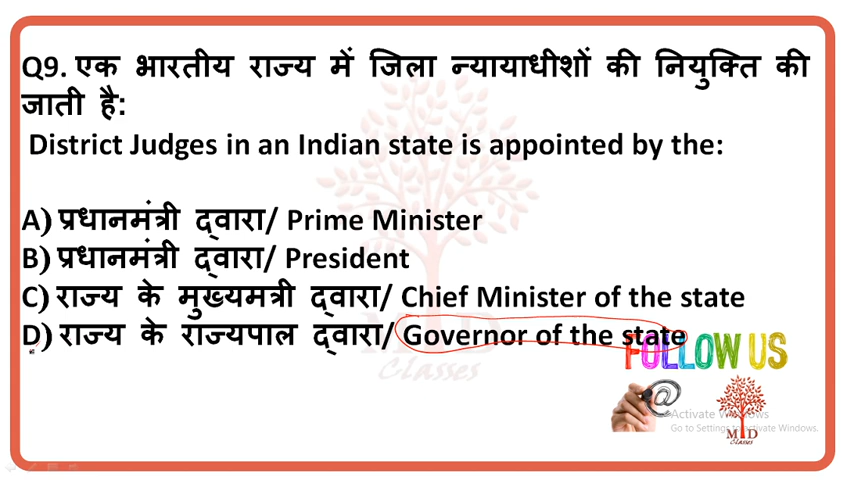 Q9. एक भारतीय राज्य में जिला न्यायाधीशों की नियुक्ति की
जाती है:
District Judges in an Indian state is appointed by the:
A) प्रधानमंत्री द्वारा/ Prime Minister
B) प्रधानमंत्री द्वारा/ President
C) राज्य के मुख्यमत्री द्वारा/ Chief Minister of the state
D) राज्य के राज्यपाल द्वारा/ Governor of the state
M D
Classes
FOLLOW US
@
Activate Windows
Go to Settings to activate Windows.
M D
Classes